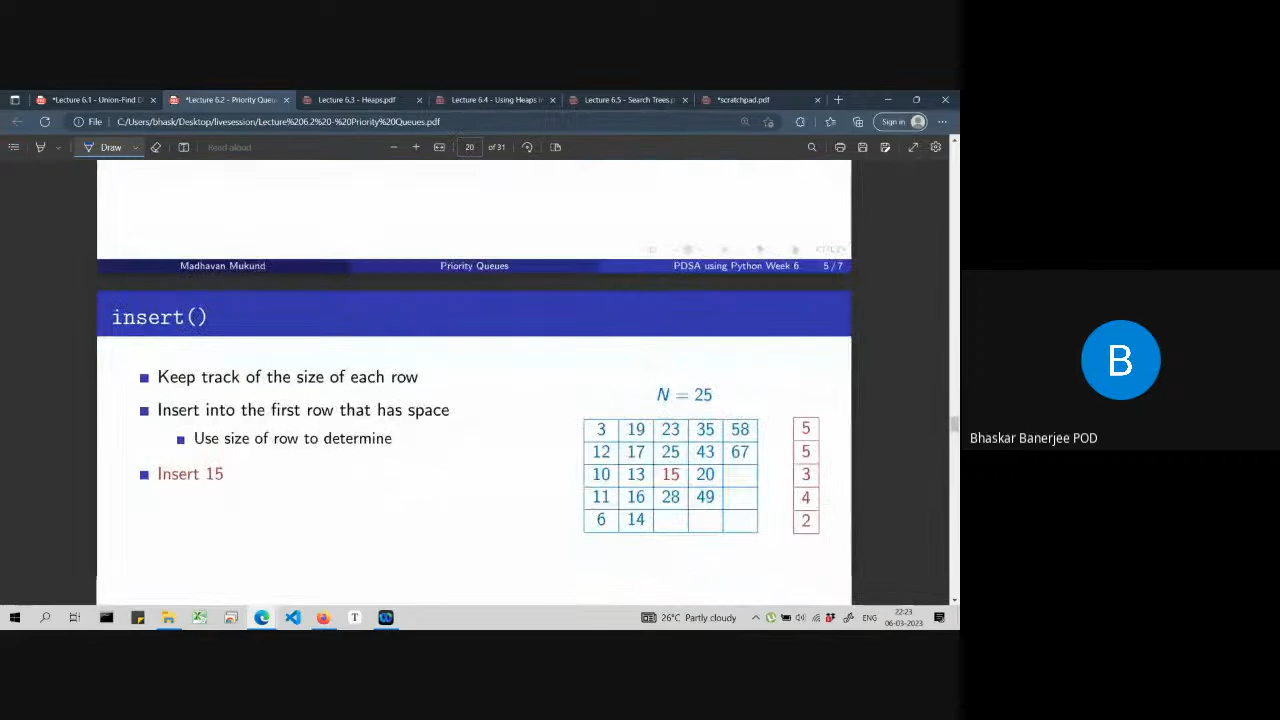 *Lecture 6.1 - Union-Find D
*Lecture 6.2 - Priority Queu
Lecture 6.3 - Heaps.pdf
Lecture 6.4 - Using Heaps in
Lecture 6.5 - Search Trees.p
*scratchpad.pdf
File
C:/Users/bhask/Desktop/livesession/Lecture%206.2%20-%20Priority%20Queues.pdf
Sign in
Draw
Read aloud
20 of 31
Madhavan Mukund Priority Queues PDSA using Python Week 6 5 / 7
insert()
Keep track of the size of each row
Insert into the first row that has space
Use size of row to determine
Insert 15
N = 25
3 19 23 35 58 5
12 17 25 43 67 5
10 13 15 20 3
11 16 28 49 4
6 14 2
B
Bhaskar Banerjee POD
26°C Partly cloudy
ENG
22:23
06-03-2023